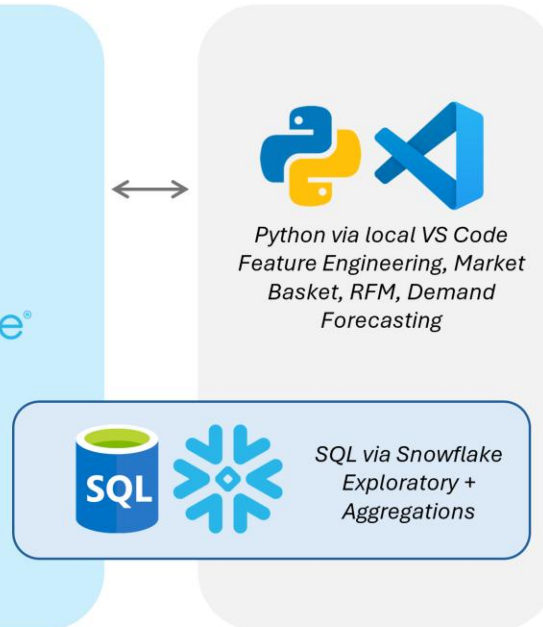 Python via local VS Code
Feature Engineering, Market
Basket, RFM, Demand
Forecasting
e®
SQL
SQL via Snowflake
Exploratory +
Aggregations